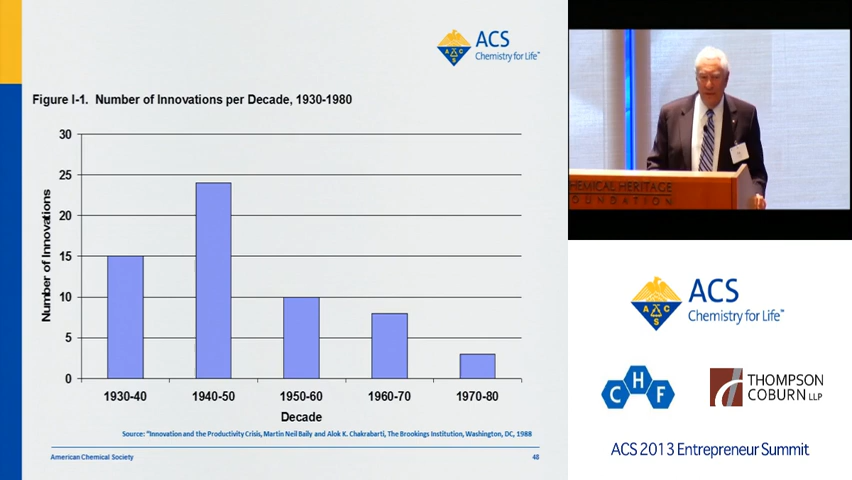 ACS
Chemistry for Life™
Figure I-1. Number of Innovations per Decade, 1930-1980
30
25
20
15
10
5
0
Number of Innovations
1930-40
1940-50
1950-60
1960-70
1970-80
Decade
Source: "Innovation and the Productivity Crisis, Martin Neil Baily and Alok K. Chakrabarti, The Brookings Institution, Washington, DC, 1988
American Chemical Society
48
HEMICAL HERITAGE
OUNDATION
ACS
Chemistry for Life™
A C S
C H F
THOMPSON
COBURN LLP
ACS 2013 Entrepreneur Summit